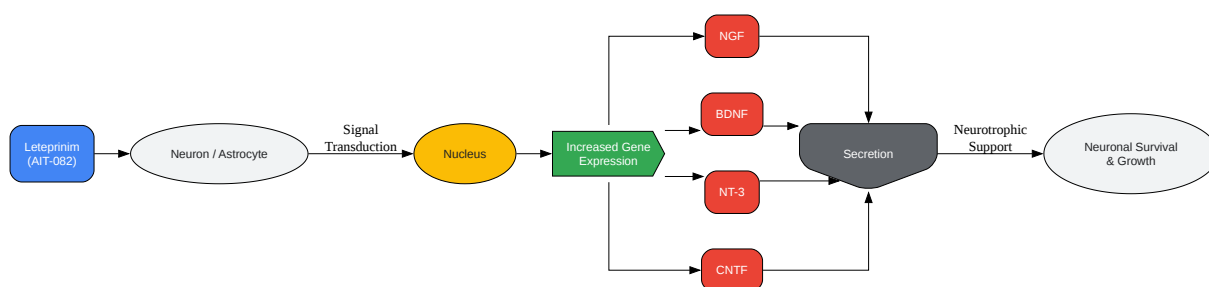 Leteprinim
(AIT-082)
Neuron / Astrocyte
Signal
Transduction
Nucleus
Increased Gene
Expression
NGF
BDNF
NT-3
CNTF
Secretion
Neurotrophic
Support
Neuronal Survival
& Growth